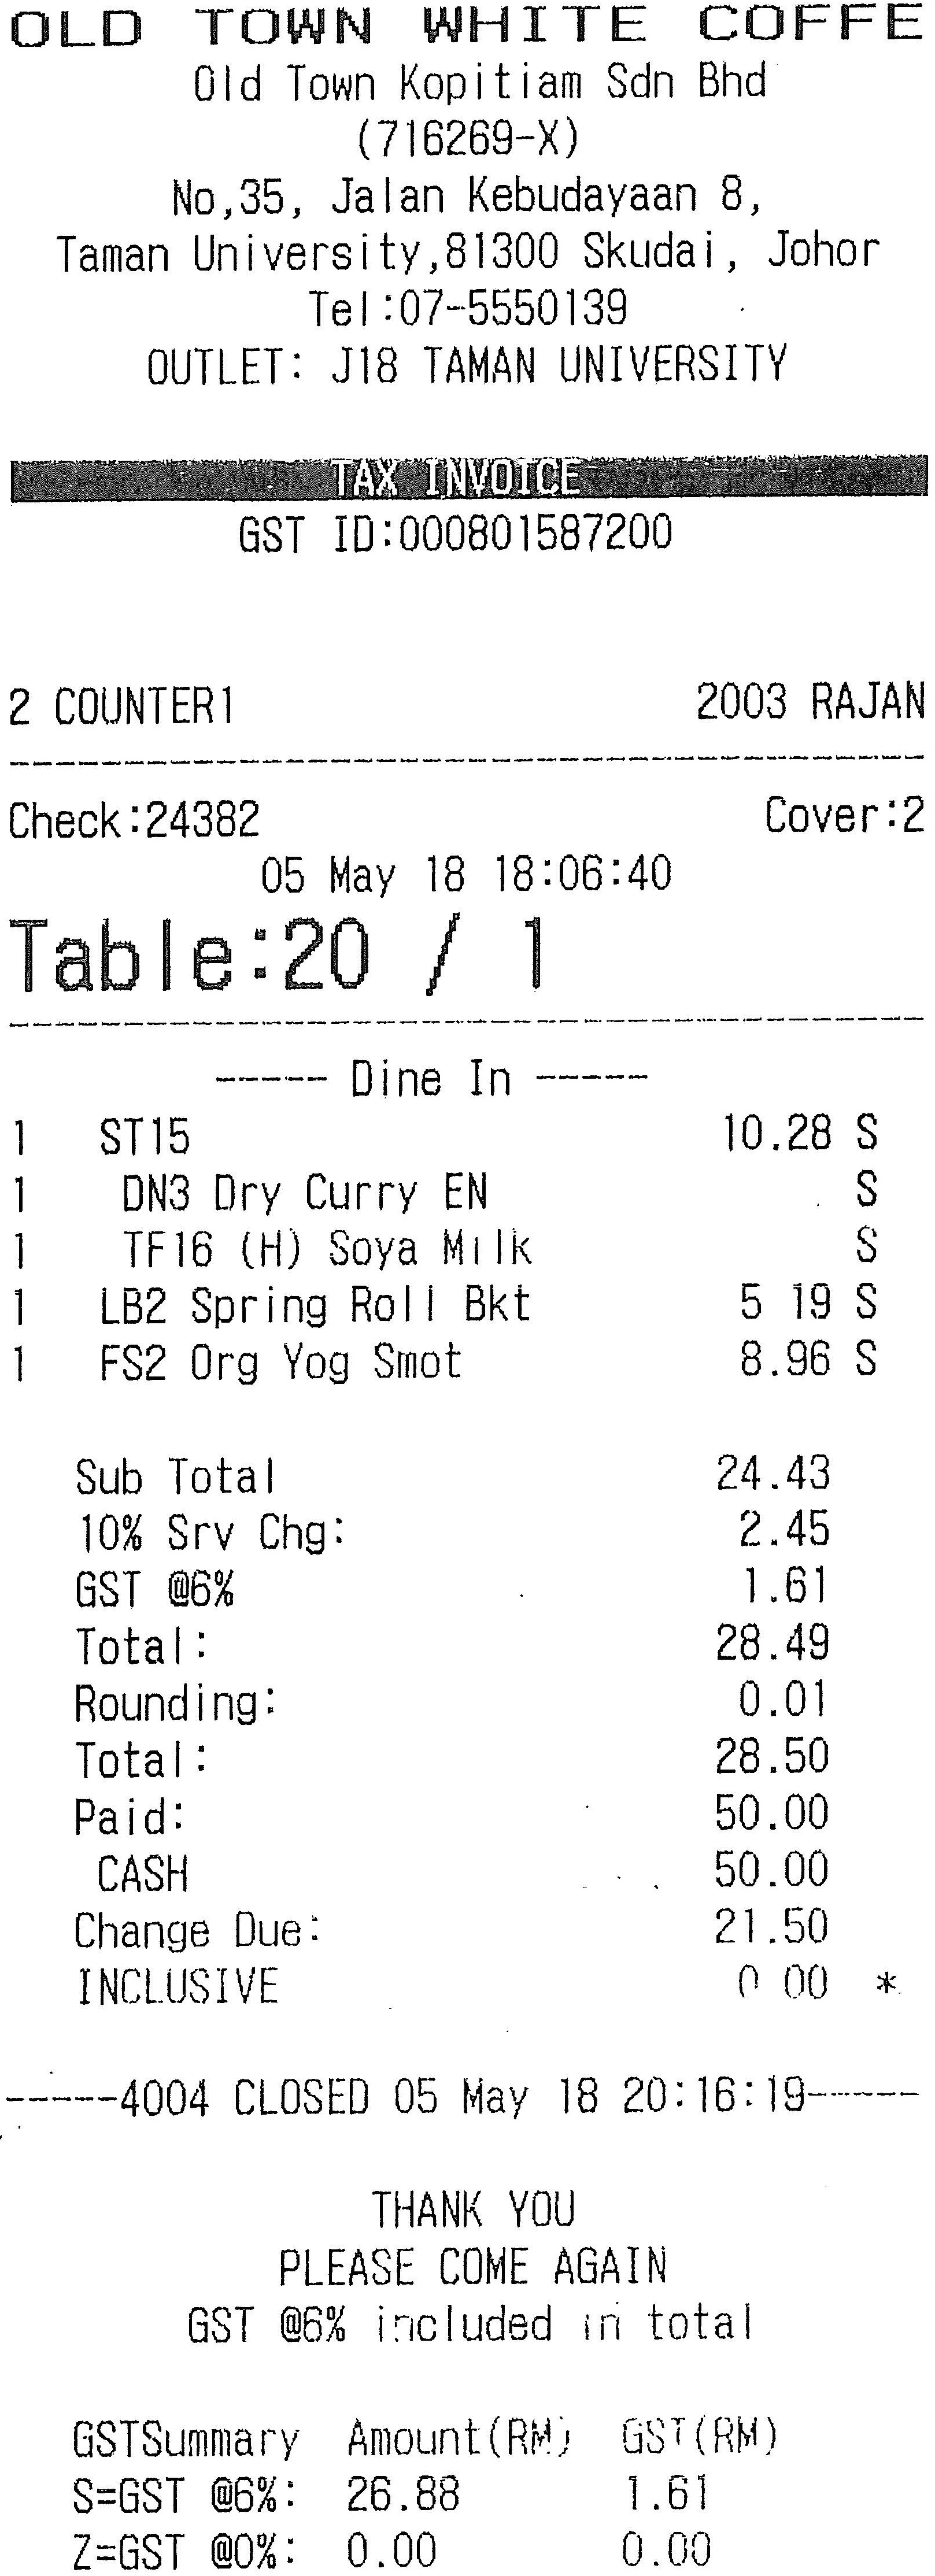 OLD TOWN WHITE COFFE
Old Town Kopitiam Sdn Bhd
(716269-X)
No,35, Jalan Kebudayaan 8,
Taman University,81300 Skudai, Johor
Tel:07-5550139
OUTLET: J18 TAMAN UNIVERSITY
TAX INVOICE
GST ID:000801587200
2 COUNTER1 2003 RAJAN
Check:24382 Cover:2
05 May 18 18:06:40
Table:20 / 1
----- Dine In -----
1 ST15 10.28 S
1 DN3 Dry Curry EN S
1 TF16 (H) Soya Milk S
1 LB2 Spring Roll Bkt 5 19 S
1 FS2 Org Yog Smot 8.96 S
Sub Total 24.43
10% Srv Chg: 2.45
GST @6% 1.61
Total: 28.49
Rounding: 0.01
Total: 28.50
Paid: 50.00
CASH 50.00
Change Due: 21.50
INCLUSIVE 0 00 *
-----4004 CLOSED 05 May 18 20:16:19-----
THANK YOU
PLEASE COME AGAIN
GST @6% included in total
GSTSummary Amount(RM) GST(RM)
S=GST @6%: 26.88 1.61
Z=GST @0%: 0.00 0.00